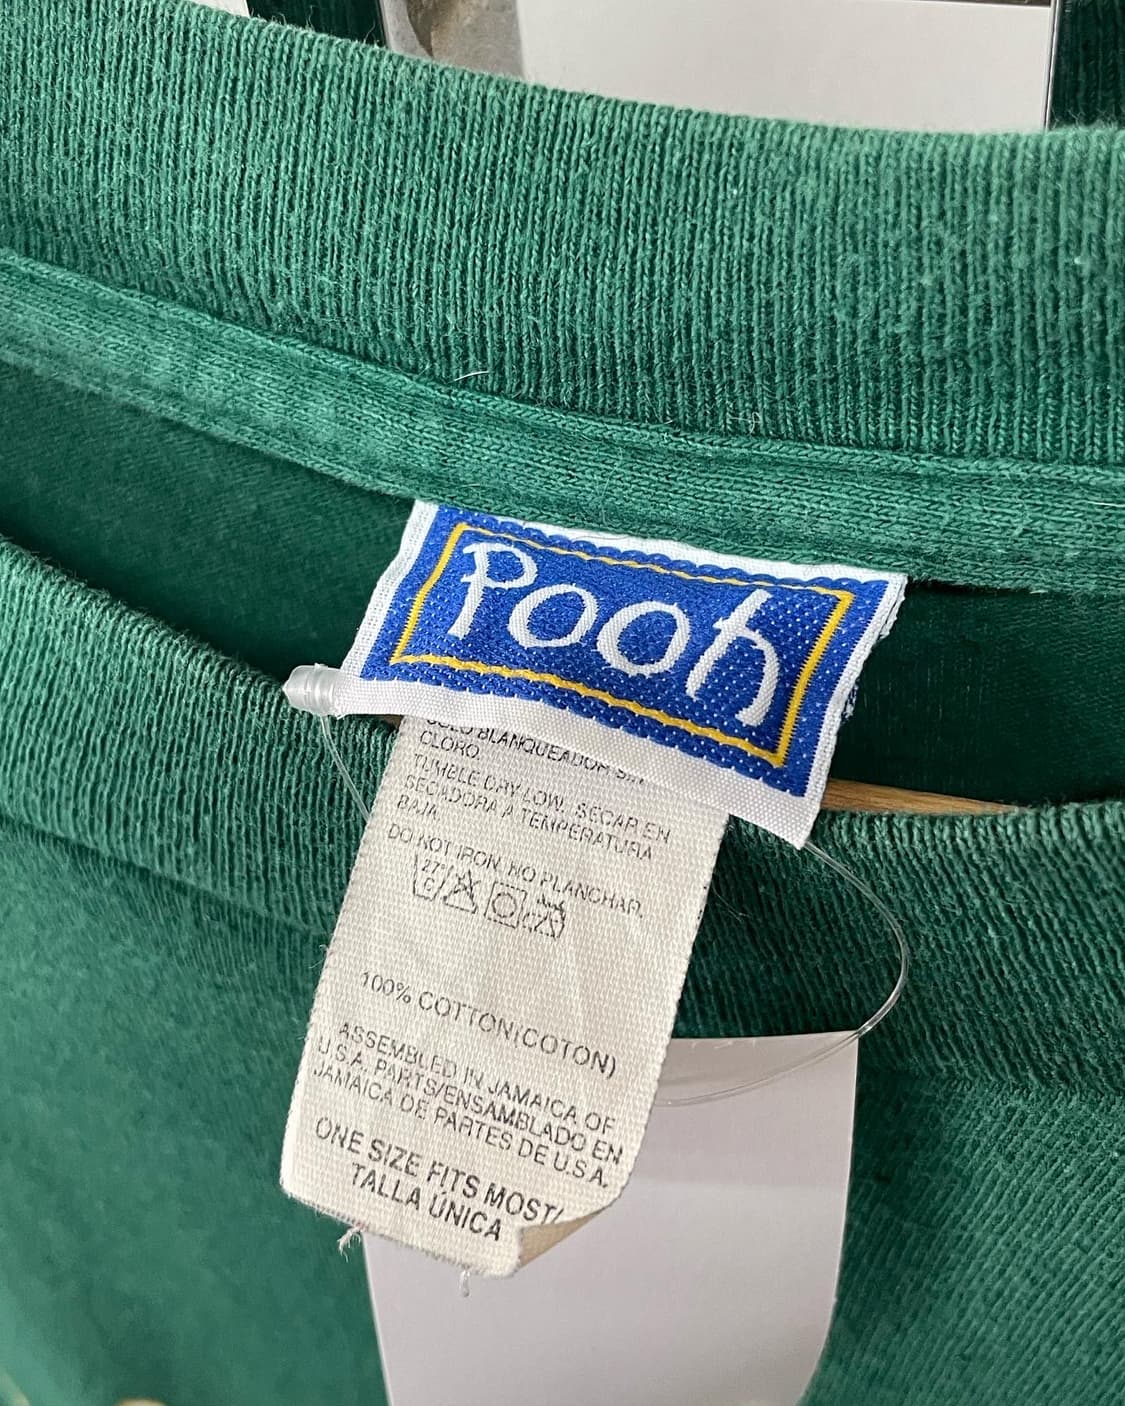 Pooh
BLANQUEADOR
CLORO.
TUMBLE DRY LOW. SECAR EN
SECADORA A TEMPERATURA
BAJA
DO NOT IRON. NO PLANCHAR.
100% COTTON(COTON)
ASSEMBLED IN JAMAICA OF
U.S.A. PARTS/ENSAMBLADO EN
JAMAICA DE PARTES DE U.S.A.
ONE SIZE FITS MOST/
TALLA ÚNICA